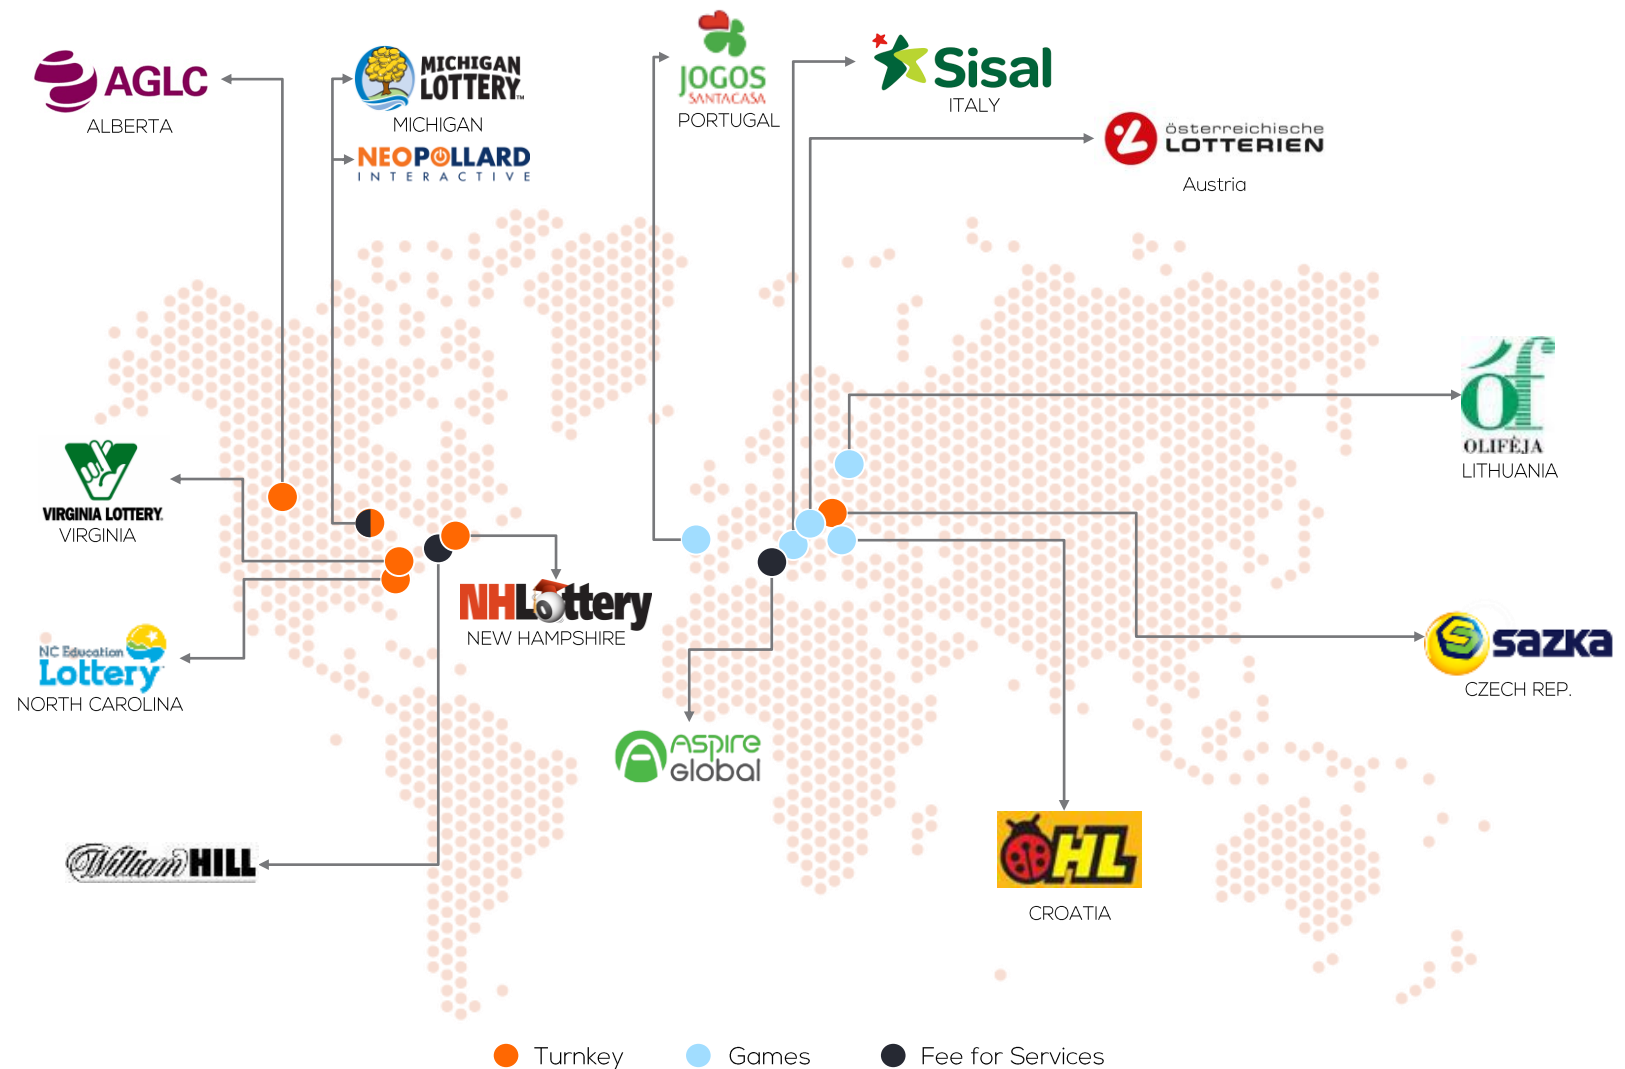 AGLC
ALBERTA
MICHIGAN
LOTTERY™
MICHIGAN
NEOPOLLARD
INTERACTIVE
JOGOS
SANTACASA
PORTUGAL
Sisal
ITALY
österreichische
LOTTERIEN
Austria
óf
OLIFĖJA
LITHUANIA
VIRGINIA LOTTERY.
VIRGINIA
NHLottery
NEW HAMPSHIRE
NC Education
Lottery
NORTH CAROLINA
SAZKA
CZECH REP.
Aspire
Global
William HILL
HL
CROATIA
Turnkey
Games
Fee for Services